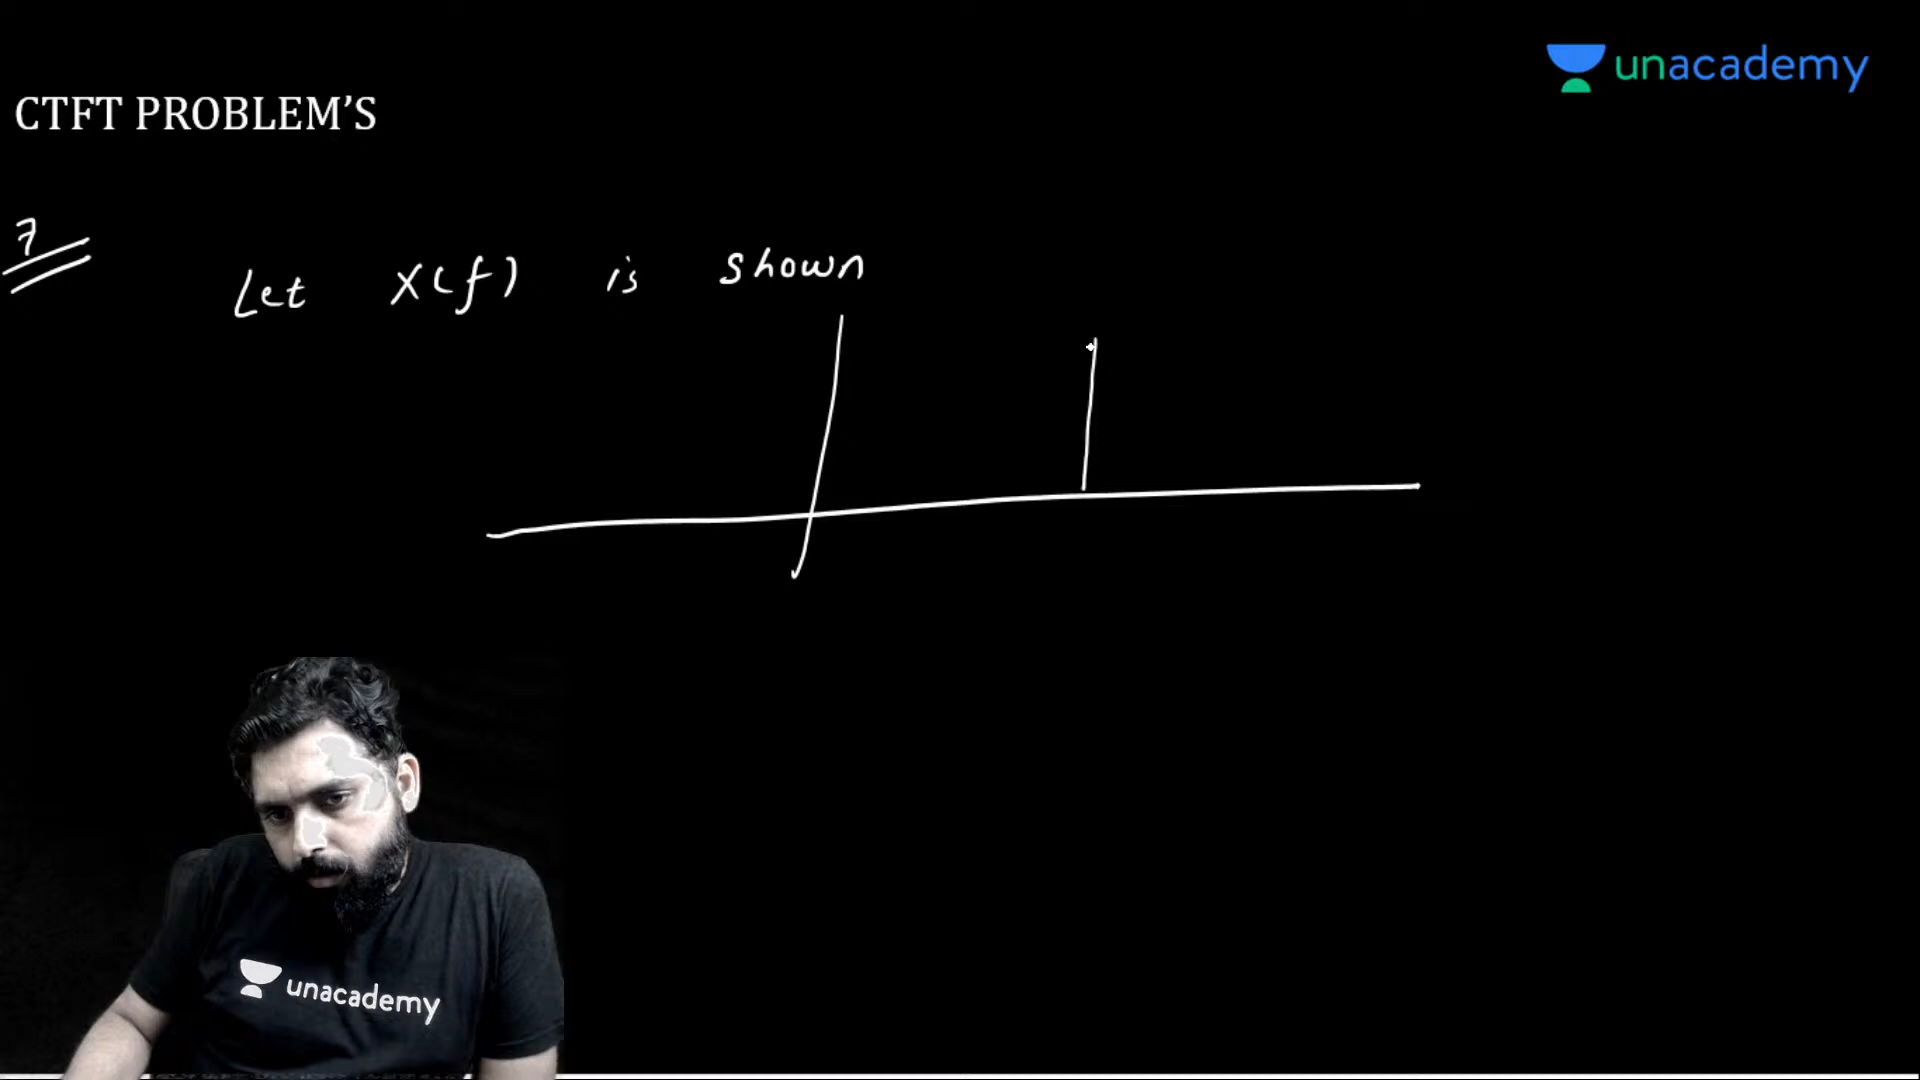 unacademy
CTFT PROBLEM’S
7
Let X(f) is shown
unacademy